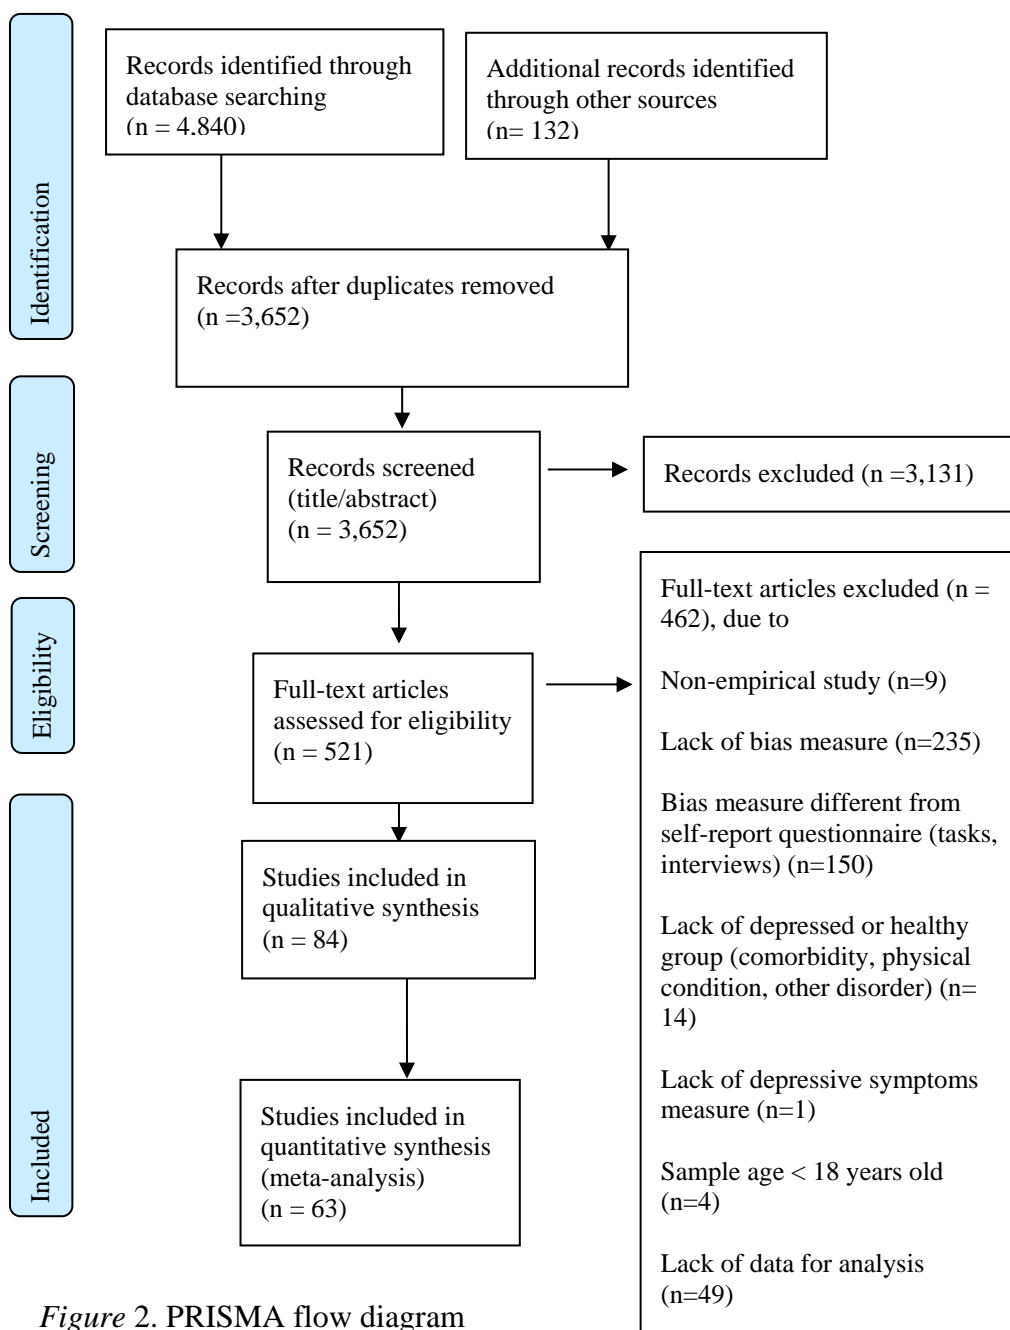 Identification
Records identified through
database searching
(n = 4,840)
Additional records identified
through other sources
(n= 132)
Records after duplicates removed
(n =3,652)
Screening
Records screened
(title/abstract)
(n = 3,652)
Records excluded (n =3,131)
Eligibility
Full-text articles
assessed for eligibility
(n = 521)
Full-text articles excluded (n =
462), due to
Non-empirical study (n=9)
Lack of bias measure (n=235)
Bias measure different from
self-report questionnaire (tasks,
interviews) (n=150)
Lack of depressed or healthy
group (comorbidity, physical
condition, other disorder) (n=
14)
Lack of depressive symptoms
measure (n=1)
Sample age < 18 years old
(n=4)
Lack of data for analysis
(n=49)
Included
Studies included in
qualitative synthesis
(n = 84)
Studies included in
quantitative synthesis
(meta-analysis)
(n = 63)
Figure 2. PRISMA flow diagram